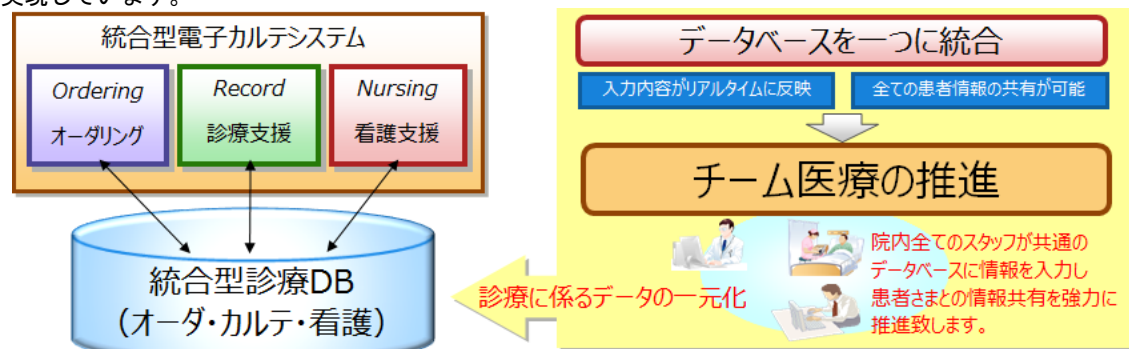 実現しています。
統合型電子カルテシステム
Ordering
オーダリング
Record
診療支援
Nursing
看護支援
統合型診療DB
（オーダ・カルテ・看護）
データベースを一つに統合
入力内容がリアルタイムに反映
全ての患者情報の共有が可能
チーム医療の推進
診療に係るデータの一元化
院内全てのスタッフが共通の
データベースに情報を入力し
患者さまとの情報共有を強力に
推進致します。